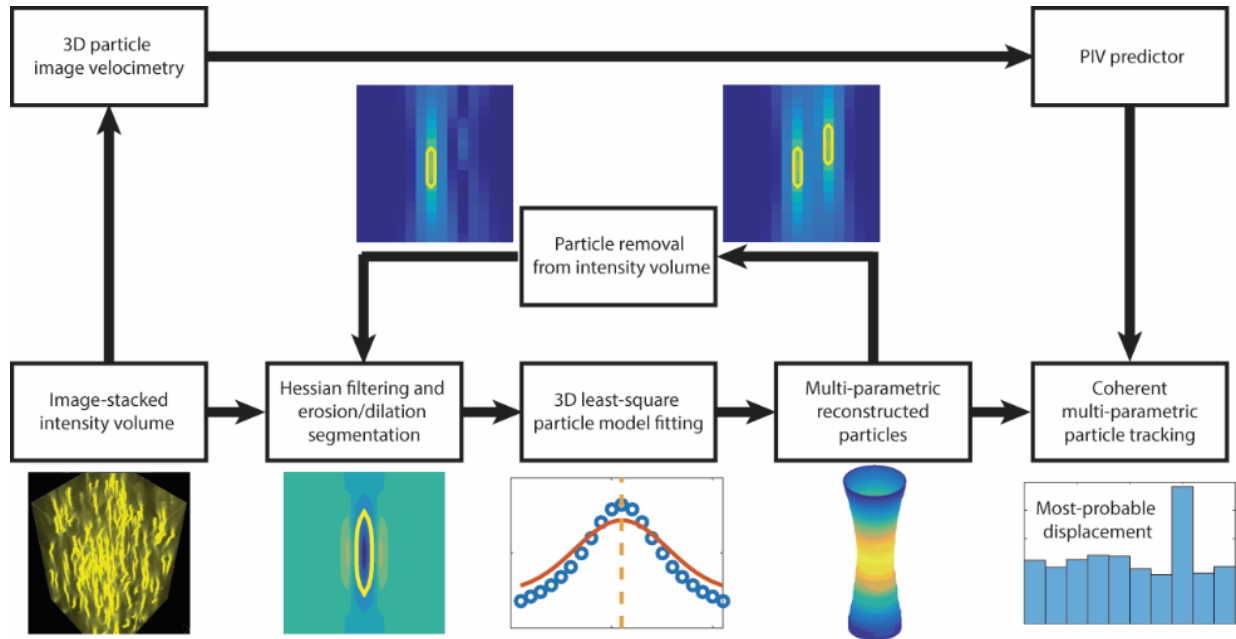 3D particle
image velocimetry
PIV predictor
Particle removal
from intensity volume
Image-stacked
intensity volume
Hessian filtering and
erosion/dilation
segmentation
3D least-square
particle model fitting
Multi-parametric
reconstructed
particles
Coherent
multi-parametric
particle tracking
Most-probable
displacement